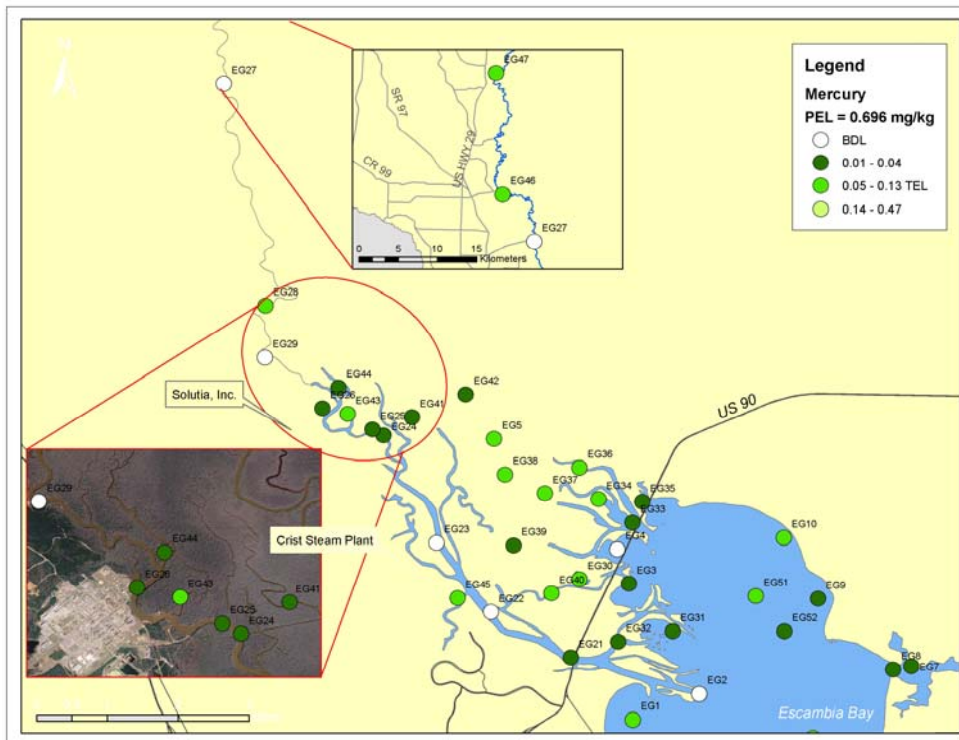 Legend
Mercury
PEL = 0.696 mg/kg
BDL
0.01 - 0.04
0.05 - 0.13 TEL
0.14 - 0.47
EG27
EG47
SR 97
US HWY 29
CR 99
EG46
EG27
0 5 10 15
Kilometers
EG28
EG29
EG44
EG26
EG43
EG25
EG24
EG41
EG42
Solutia, Inc.
US 90
EG5
EG38
EG36
EG37
EG34
EG35
EG33
EG4
EG10
EG29
EG44
EG26
EG43
EG41
EG25
EG24
Crist Steam Plant
EG23
EG39
EG30
EG3
EG40
EG45
EG22
EG51
EG9
EG52
EG31
EG32
EG21
EG8
EG7
EG2
EG1
Escambia Bay